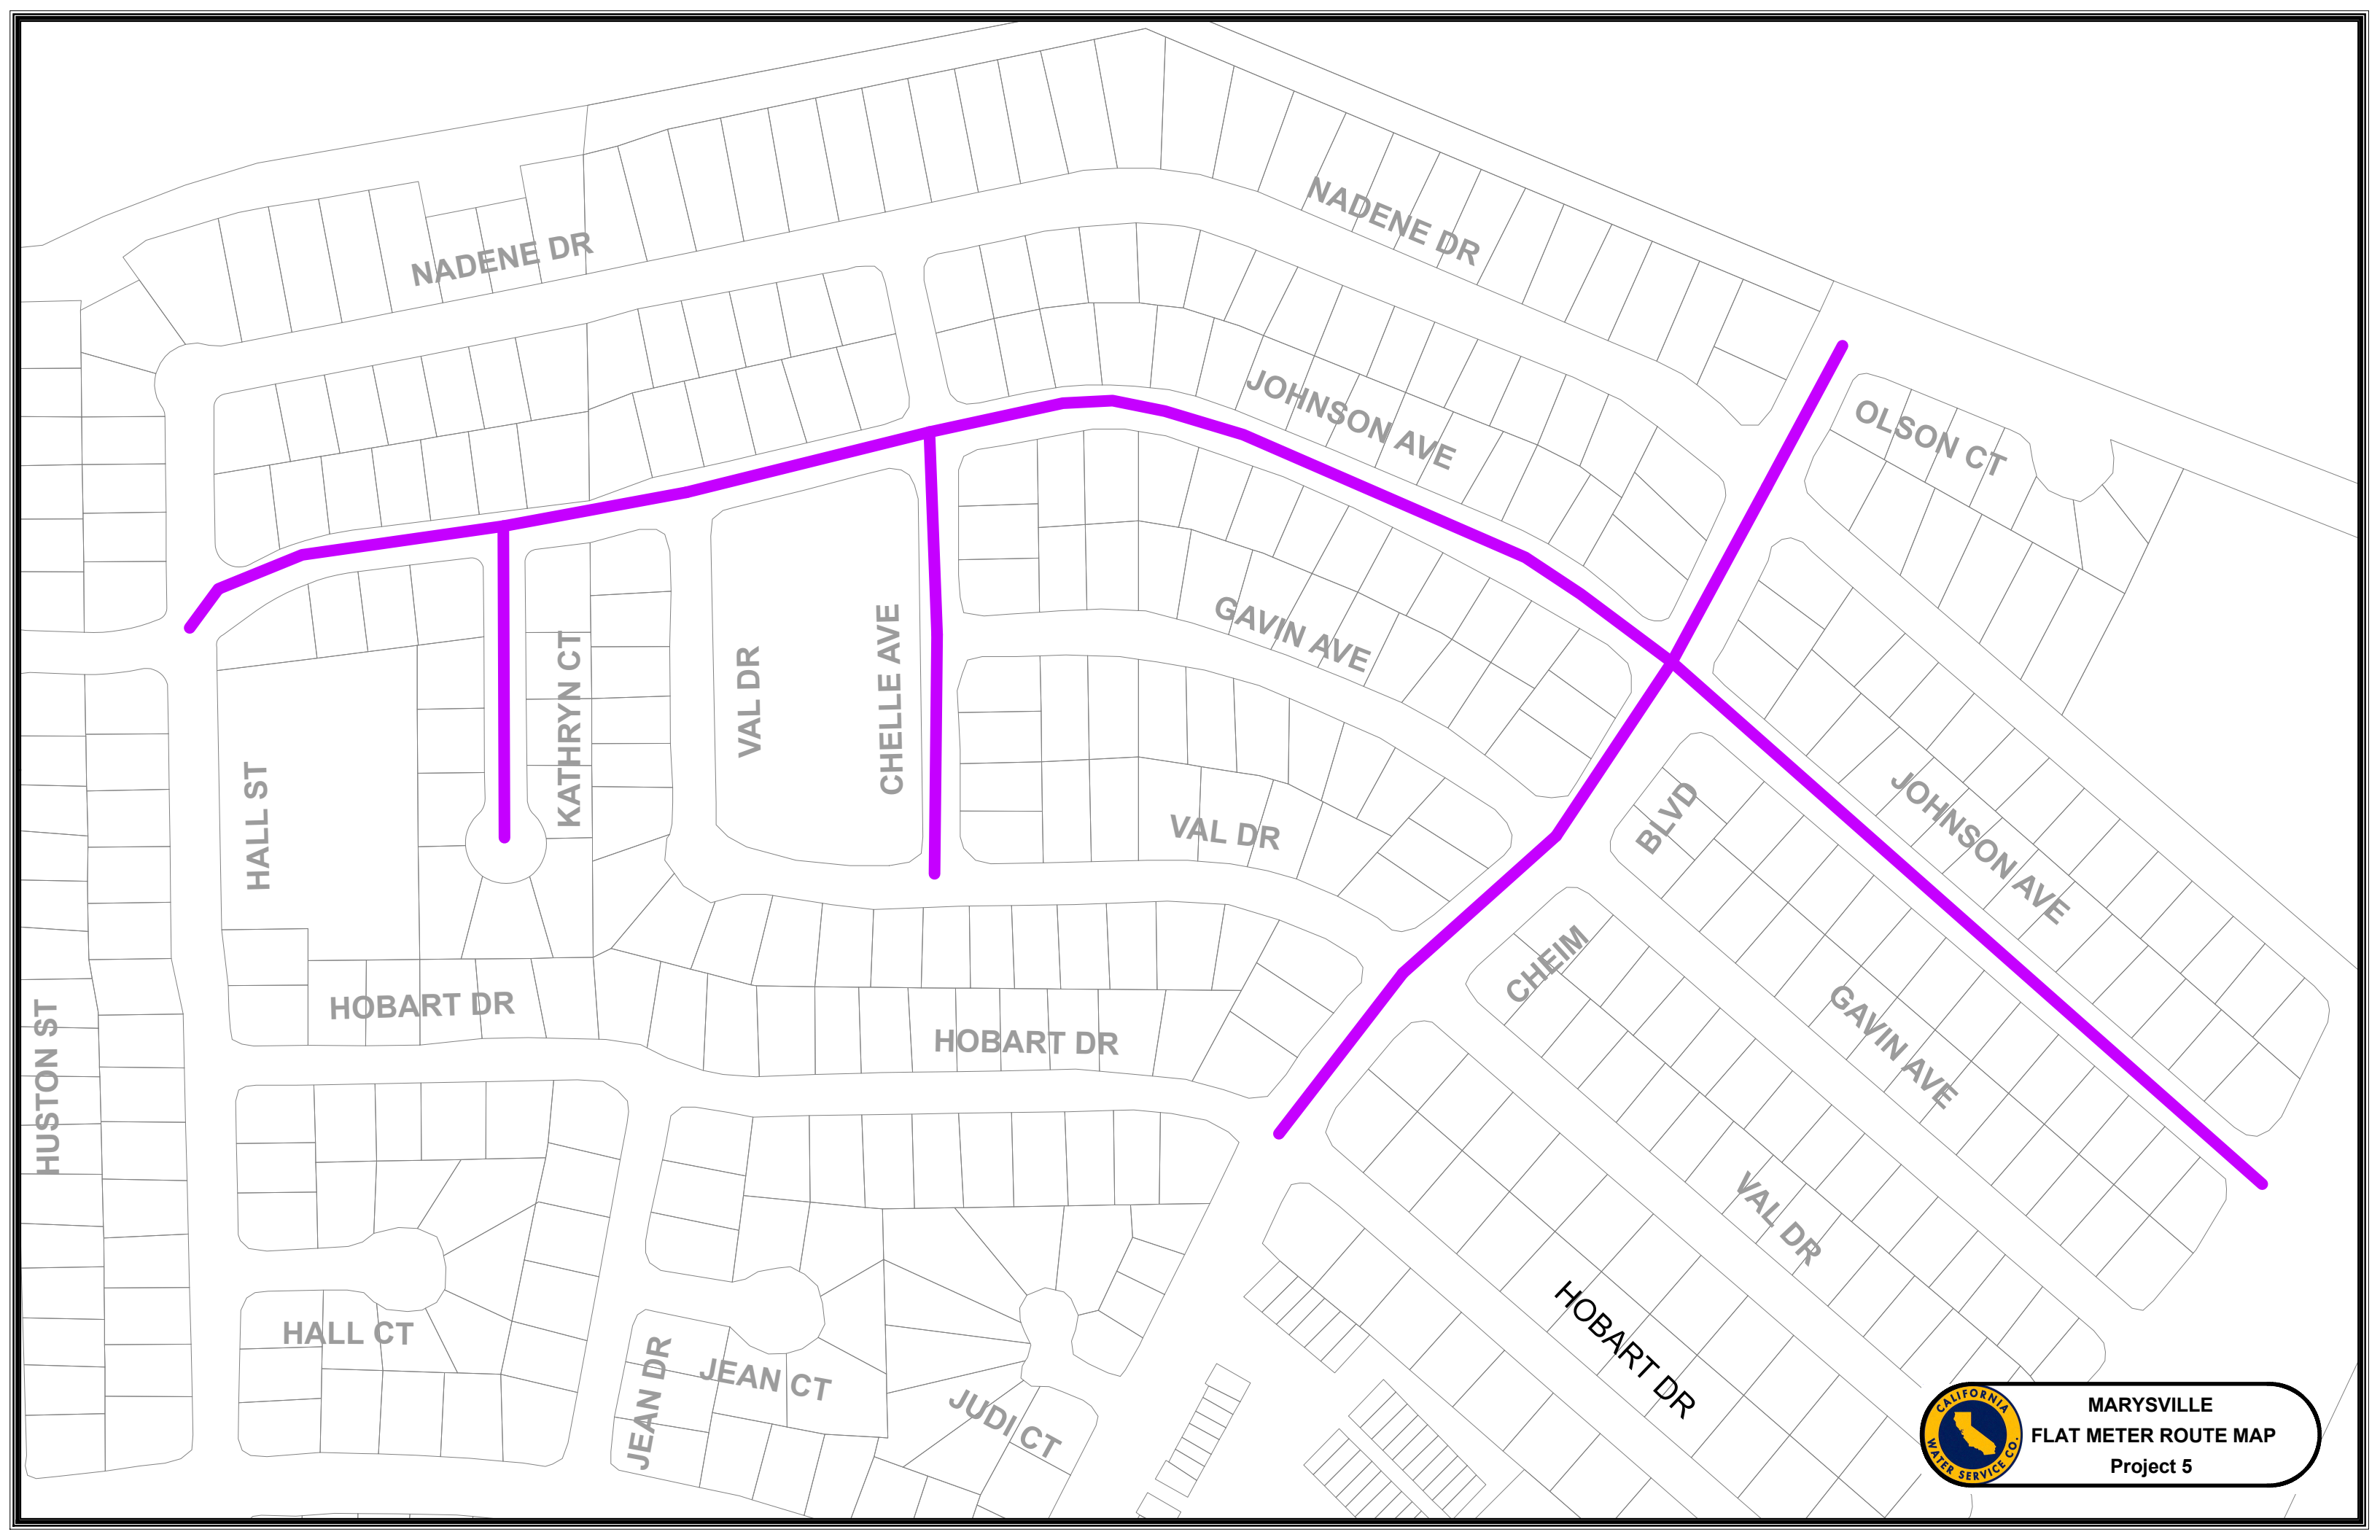 NADENE DR
NADENE DR
JOHNSON AVE
OLSON CT
GAVIN AVE
KATHRYN CT
VAL DR
CHELLE AVE
HALL ST
VAL DR
BLVD
JOHNSON AVE
CHEIM
HOBART DR
HOBART DR
GAVIN AVE
HUSTON ST
VAL DR
HALL CT
JEAN DR
JEAN CT
JUDI CT
HOBART DR
CALIFORNIA
WATER SERVICE CO.
MARYSVILLE
FLAT METER ROUTE MAP
Project 5